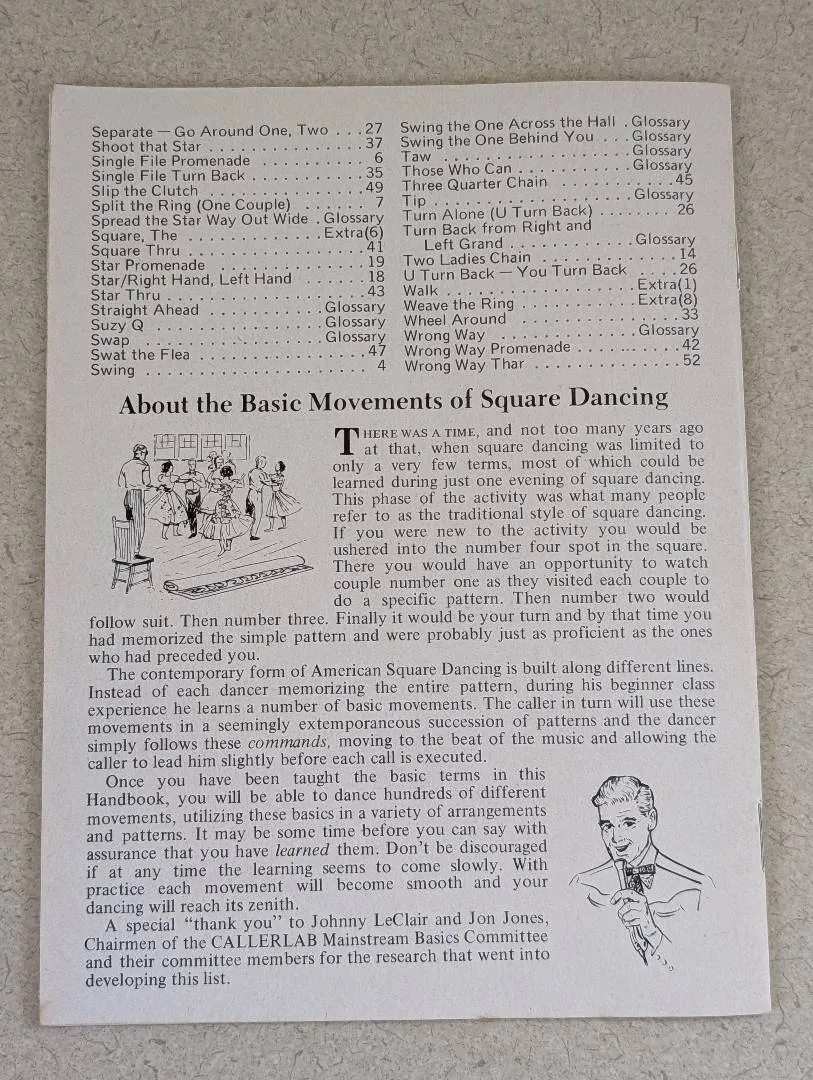 Separate — Go Around One, Two . . . 27
Shoot that Star . . . . . . . . . . . . . . . 37
Single File Promenade . . . . . . . . . . 6
Single File Turn Back . . . . . . . . . . . 35
Slip the Clutch . . . . . . . . . . . . . . . . 49
Split the Ring (One Couple) . . . . . . 7
Spread the Star Way Out Wide . Glossary
Square, The . . . . . . . . . . . . Extra(6)
Square Thru . . . . . . . . . . . . . . . . . 41
Star Promenade . . . . . . . . . . . . . . 19
Star/Right Hand, Left Hand . . . . . . 18
Star Thru . . . . . . . . . . . . . . . . . . . 43
Straight Ahead . . . . . . . . . . Glossary
Suzy Q . . . . . . . . . . . . . . . . Glossary
Swap . . . . . . . . . . . . . . . . . Glossary
Swat the Flea . . . . . . . . . . . . . . . . 47
Swing . . . . . . . . . . . . . . . . . . . . . 4
Swing the One Across the Hall . Glossary
Swing the One Behind You . . . Glossary
Taw . . . . . . . . . . . . . . . . . . Glossary
Those Who Can . . . . . . . . . . Glossary
Three Quarter Chain . . . . . . . . . . . 45
Tip . . . . . . . . . . . . . . . . . . Glossary
Turn Alone (U Turn Back) . . . . . . . . 26
Turn Back from Right and
Left Grand . . . . . . . . . . . Glossary
Two Ladies Chain . . . . . . . . . . . . . 14
U Turn Back — You Turn Back . . . . 26
Walk . . . . . . . . . . . . . . . . . Extra(1)
Weave the Ring . . . . . . . . . . Extra(8)
Wheel Around . . . . . . . . . . . . . . . 33
Wrong Way . . . . . . . . . . . . Glossary
Wrong Way Promenade . . . . . . . . . . 42
Wrong Way Thar . . . . . . . . . . . . . . 52
About the Basic Movements of Square Dancing
THERE WAS A TIME, and not too many years ago
at that, when square dancing was limited to
only a very few terms, most of which could be
learned during just one evening of square dancing.
This phase of the activity was what many people
refer to as the traditional style of square dancing.
If you were new to the activity you would be
ushered into the number four spot in the square.
There you would have an opportunity to watch
couple number one as they visited each couple to
do a specific pattern. Then number two would
follow suit. Then number three. Finally it would be your turn and by that time you
had memorized the simple pattern and were probably just as proficient as the ones
who had preceded you.
The contemporary form of American Square Dancing is built along different lines.
Instead of each dancer memorizing the entire pattern, during his beginner class
experience he learns a number of basic movements. The caller in turn will use these
movements in a seemingly extemporaneous succession of patterns and the dancer
simply follows these commands, moving to the beat of the music and allowing the
caller to lead him slightly before each call is executed.
Once you have been taught the basic terms in this
Handbook, you will be able to dance hundreds of different
movements, utilizing these basics in a variety of arrangements
and patterns. It may be some time before you can say with
assurance that you have learned them. Don't be discouraged
if at any time the learning seems to come slowly. With
practice each movement will become smooth and your
dancing will reach its zenith.
A special “thank you” to Johnny LeClair and Jon Jones,
Chairmen of the CALLERLAB Mainstream Basics Committee
and their committee members for the research that went into
developing this list.